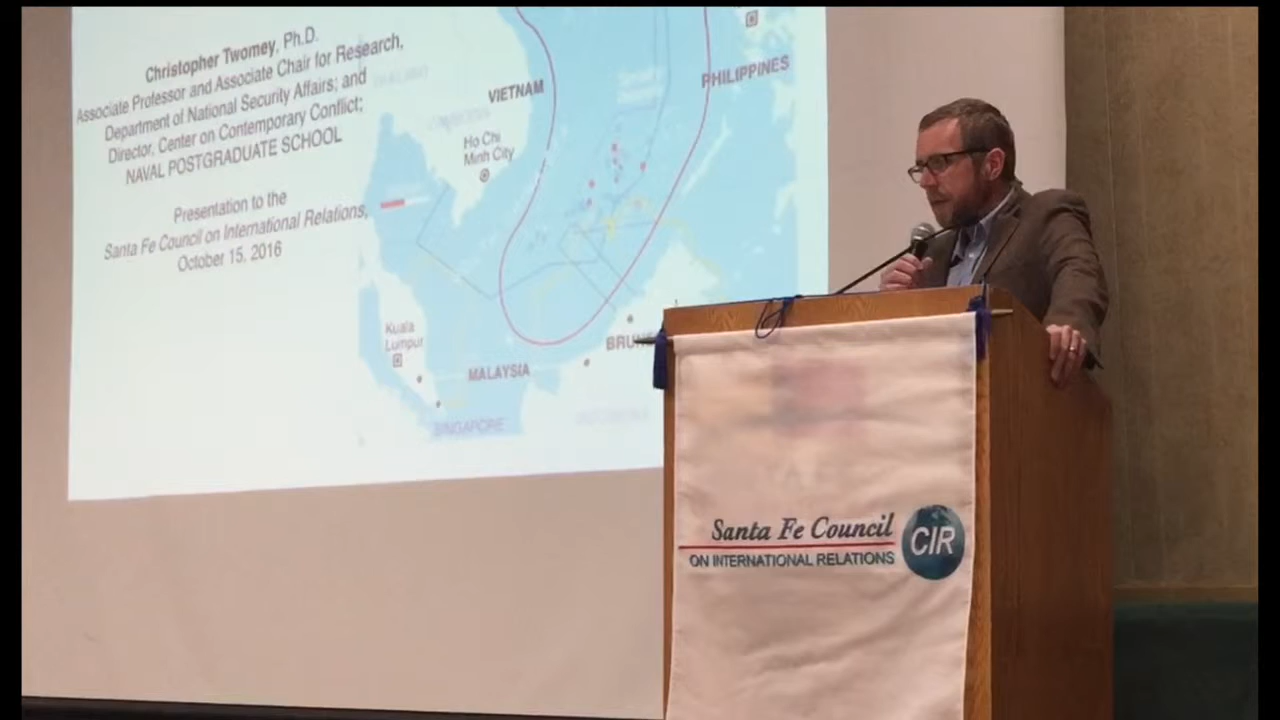 Christopher Twomey, Ph.D.
Associate Professor and Associate Chair for Research,
Department of National Security Affairs; and
Director, Center on Contemporary Conflict;
NAVAL POSTGRADUATE SCHOOL
Presentation to the
Santa Fe Council on International Relations,
October 15, 2016
VIETNAM
Ho Chi
Minh City
PHILIPPINES
Kuala
Lumpur
MALAYSIA
SINGAPORE
BRUN
Santa Fe Council
ON INTERNATIONAL RELATIONS
CIR